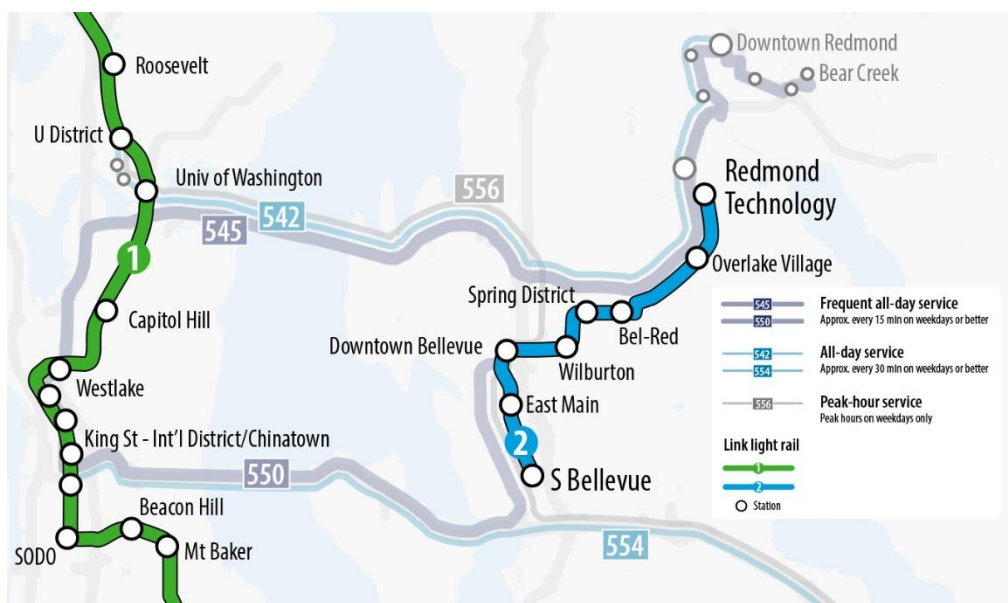 Roosevelt
U District
Univ of Washington
545
542
556
Downtown Redmond
Bear Creek
Redmond
Technology
Overlake Village
1
Capitol Hill
Spring District
Bel-Red
Downtown Bellevue
Wilburton
Westlake
East Main
2
S Bellevue
King St - Int'l District/Chinatown
550
Beacon Hill
SODO
Mt Baker
554
545
Frequent all-day service
550
Approx. every 15 min on weekdays or better
542
All-day service
554
Approx. every 30 min on weekdays or better
556
Peak-hour service
Peak hours on weekdays only
Link light rail
1
2
Station